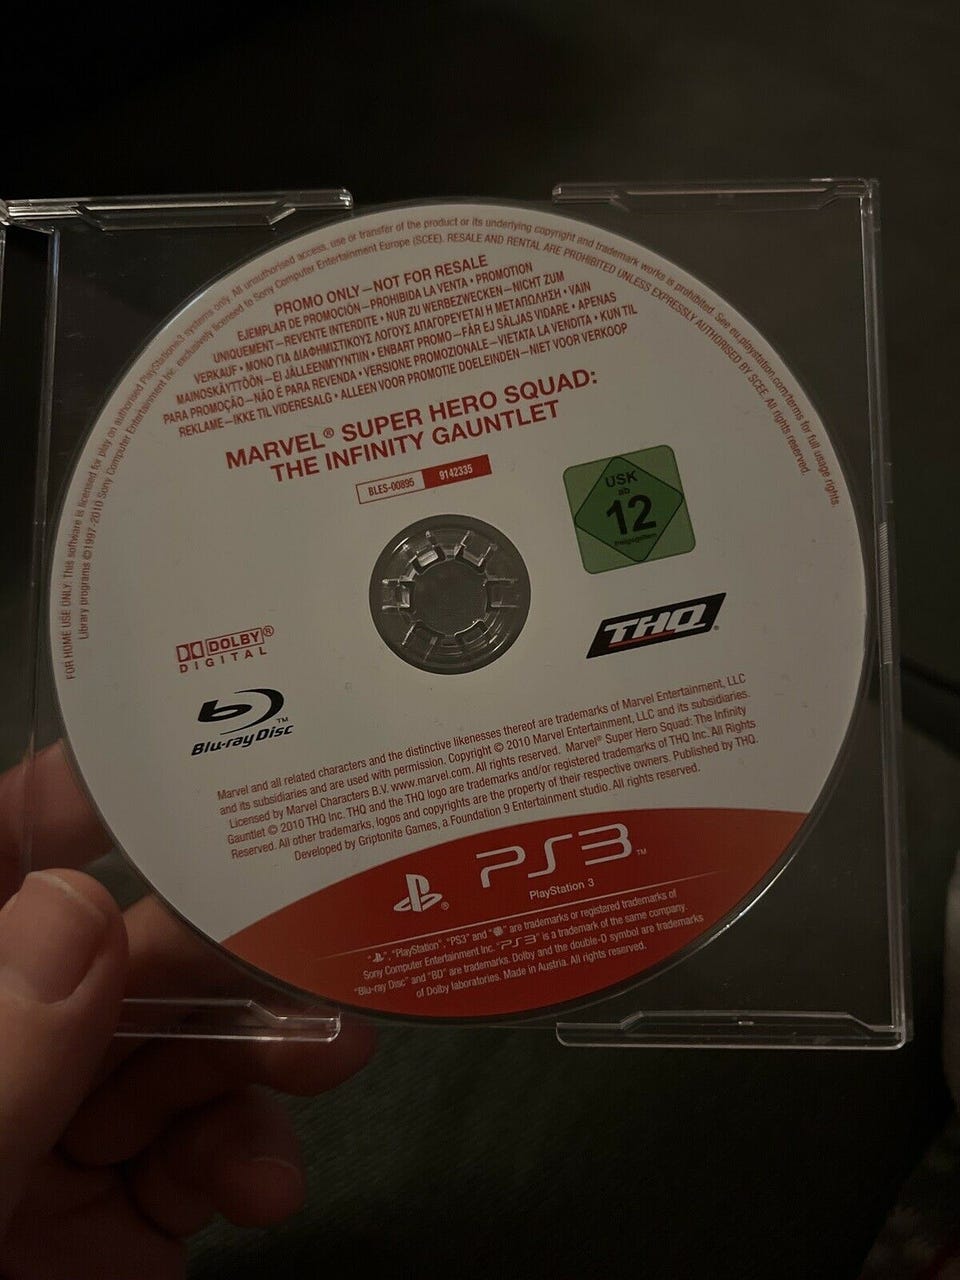 FOR HOME USE ONLY: This software is licensed for play on authorised PlayStation®3 systems only. All unauthorised access, use or transfer of the product or its underlying copyright and trademark works is prohibited. See eu.playstation.com/terms for full usage rights.
Library programs ©1997-2010 Sony Computer Entertainment Inc. exclusively licensed to Sony Computer Entertainment Europe (SCEE). RESALE AND RENTAL ARE PROHIBITED UNLESS EXPRESSLY AUTHORISED BY SCEE. All rights reserved.
PROMO ONLY—NOT FOR RESALE
EJEMPLAR DE PROMOCIÓN—PROHIBIDA LA VENTA • PROMOTION
UNIQUEMENT—REVENTE INTERDITE • NUR ZU WERBEZWECKEN—NICHT ZUM
VERKAUF • ΜΟΝΟ ΓΙΑ ΔΙΑΦΗΜΙΣΤΙΚΟΥΣ ΛΟΓΟΥΣ ΑΠΑΓΟΡΕΥΕΤΑΙ Η ΜΕΤΑΠΩΛΗΣΗ • VAIN
MAINOSKÄYTTÖÖN—EI JÄLLEENMYYNTIIN • ENBART PROMO—FÅR EJ SÄLJAS VIDARE • APENAS
PARA PROMOÇÃO—NÃO É PARA REVENDA • VERSIONE PROMOZIONALE—VIETATA LA VENDITA • KUN TIL
REKLAME—IKKE TIL VIDERESALG • ALLEEN VOOR PROMOTIE DOELEINDEN—NIET VOOR VERKOOP
MARVEL® SUPER HERO SQUAD:
THE INFINITY GAUNTLET
BLES-00895 9142335
USK
ab
12
freigegeben
THQ®
DOLBY®
DIGITAL
Blu-ray Disc™
Marvel and all related characters and the distinctive likenesses thereof are trademarks of Marvel Entertainment, LLC
and its subsidiaries and are used with permission. Copyright © 2010 Marvel Entertainment, LLC and its subsidiaries.
Licensed by Marvel Characters B.V. www.marvel.com. All rights reserved. Marvel® Super Hero Squad: The Infinity
Gauntlet © 2010 THQ Inc. THQ and the THQ logo are trademarks and/or registered trademarks of THQ Inc. All Rights
Reserved. All other trademarks, logos and copyrights are the property of their respective owners. Published by THQ.
Developed by Griptonite Games, a Foundation 9 Entertainment studio. All rights reserved.
PS3™
PlayStation 3
" ", "PlayStation", "PS3" and " " are trademarks or registered trademarks of
Sony Computer Entertainment Inc. "PS3" is a trademark of the same company.
"Blu-ray Disc" and "BD" are trademarks. Dolby and the double-D symbol are trademarks
of Dolby laboratories. Made in Austria. All rights reserved.